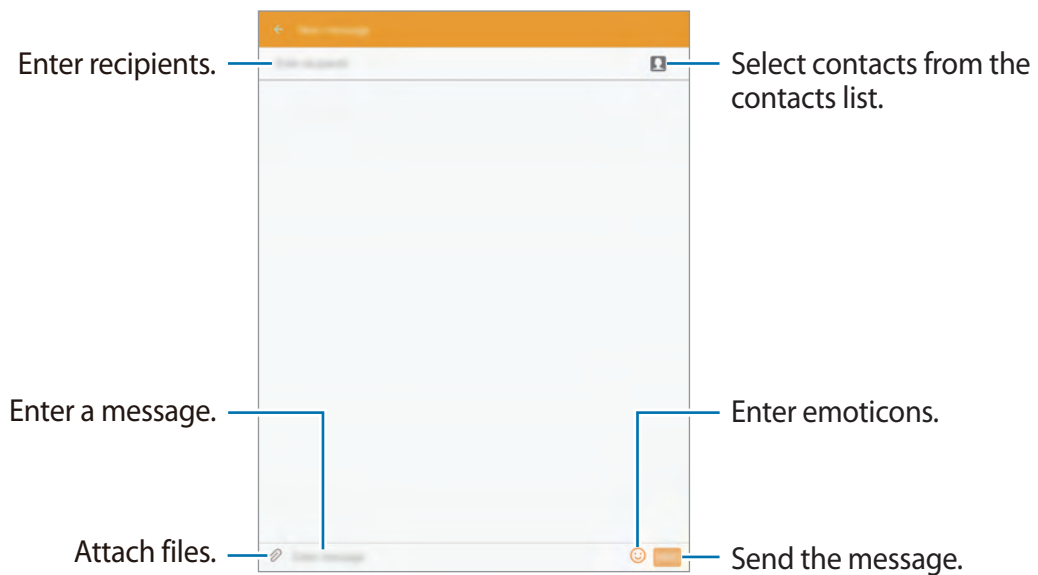 Enter recipients.
Select contacts from the
contacts list.
Enter a message.
Enter emoticons.
Attach files.
Send the message.